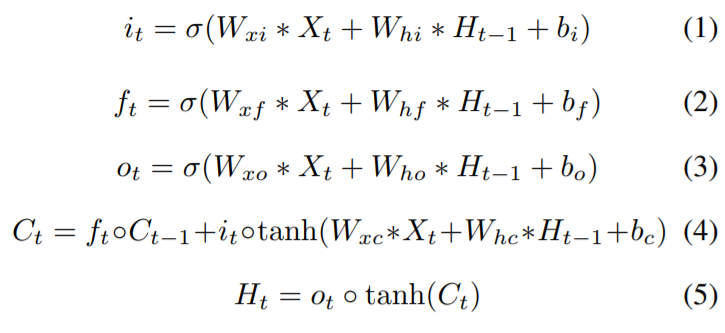 i_t = σ(W_{xi} * X_t + W_{hi} * H_{t−1} + b_i) (1)
f_t = σ(W_{xf} * X_t + W_{hf} * H_{t−1} + b_f) (2)
o_t = σ(W_{xo} * X_t + W_{ho} * H_{t−1} + b_o) (3)
C_t = f_t∘C_{t−1}+i_t∘tanh(W_{xc}*X_t+W_{hc}*H_{t−1}+b_c) (4)
H_t = o_t ∘ tanh(C_t) (5)